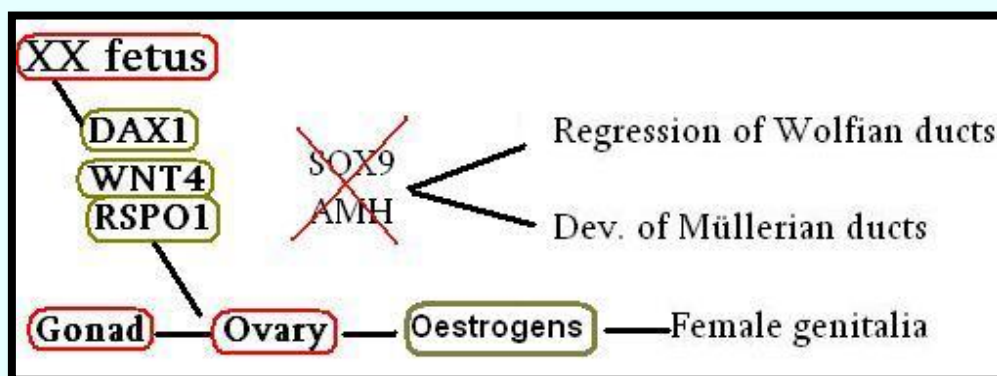 XX fetus
DAX1
WNT4
RSPO1
SOX9
AMH
Regression of Wolfian ducts
Dev. of Müllerian ducts
Gonad
Ovary
Oestrogens
Female genitalia